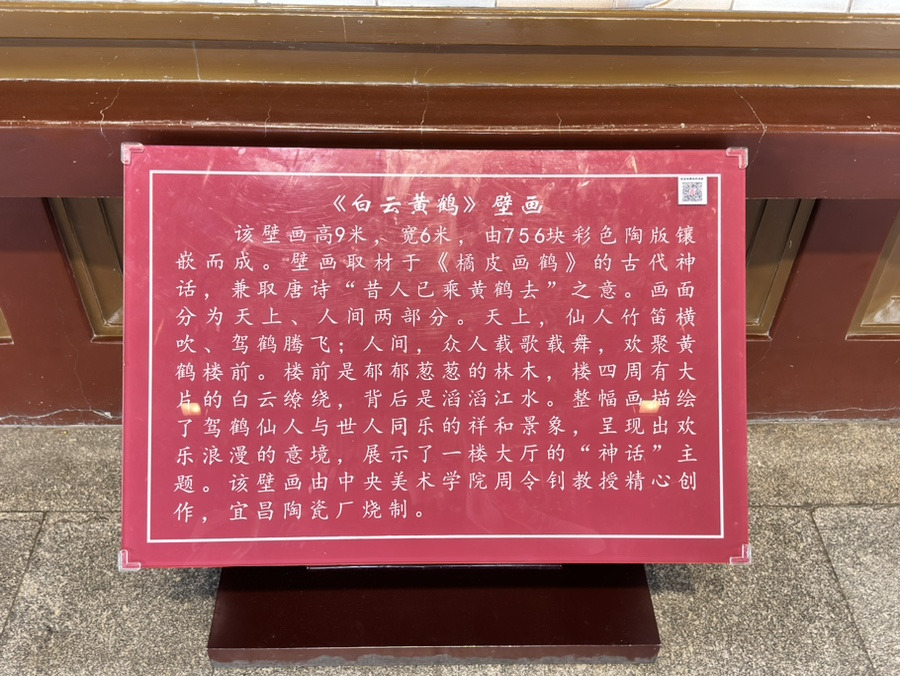 《白云黄鹤》壁画
该壁画高9米，宽6米，由756块彩色陶版镶
嵌而成。壁画取材于《橘皮画鹤》的古代神
话，兼取唐诗“昔人已乘黄鹤去”之意。画面
分为天上、人间两部分。天上，仙人竹笛横
吹、驾鹤腾飞；人间，众人载歌载舞，欢聚黄
鹤楼前。楼前是郁郁葱葱的林木，楼四周有大
片的白云缭绕，背后是滔滔江水。整幅画描绘
了驾鹤仙人与世人同乐的祥和景象，呈现出欢
乐浪漫的意境，展示了一楼大厅的“神话”主
题。该壁画由中央美术学院周令钊教授精心创
作，宜昌陶瓷厂烧制。